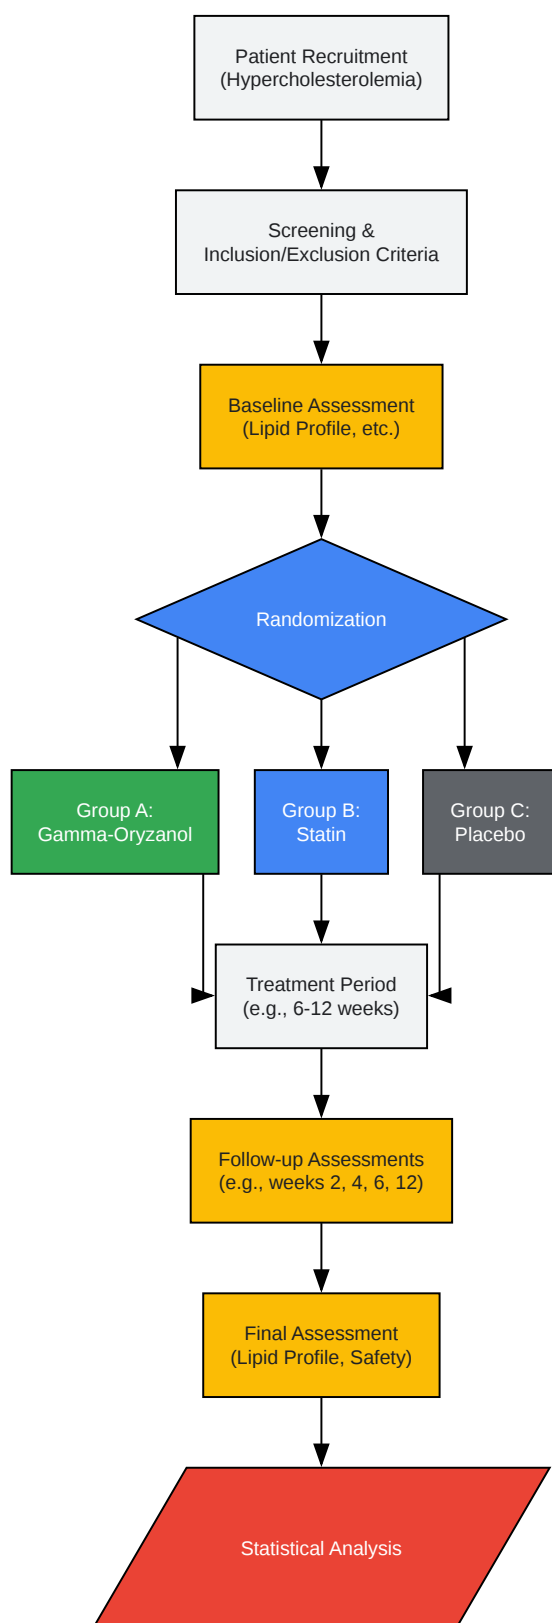 Patient Recruitment
(Hypercholesterolemia)
Screening &
Inclusion/Exclusion Criteria
Baseline Assessment
(Lipid Profile, etc.)
Randomization
Group A:
Gamma-Oryzanol
Group B:
Statin
Group C:
Placebo
Treatment Period
(e.g., 6-12 weeks)
Follow-up Assessments
(e.g., weeks 2, 4, 6, 12)
Final Assessment
(Lipid Profile, Safety)
Statistical Analysis